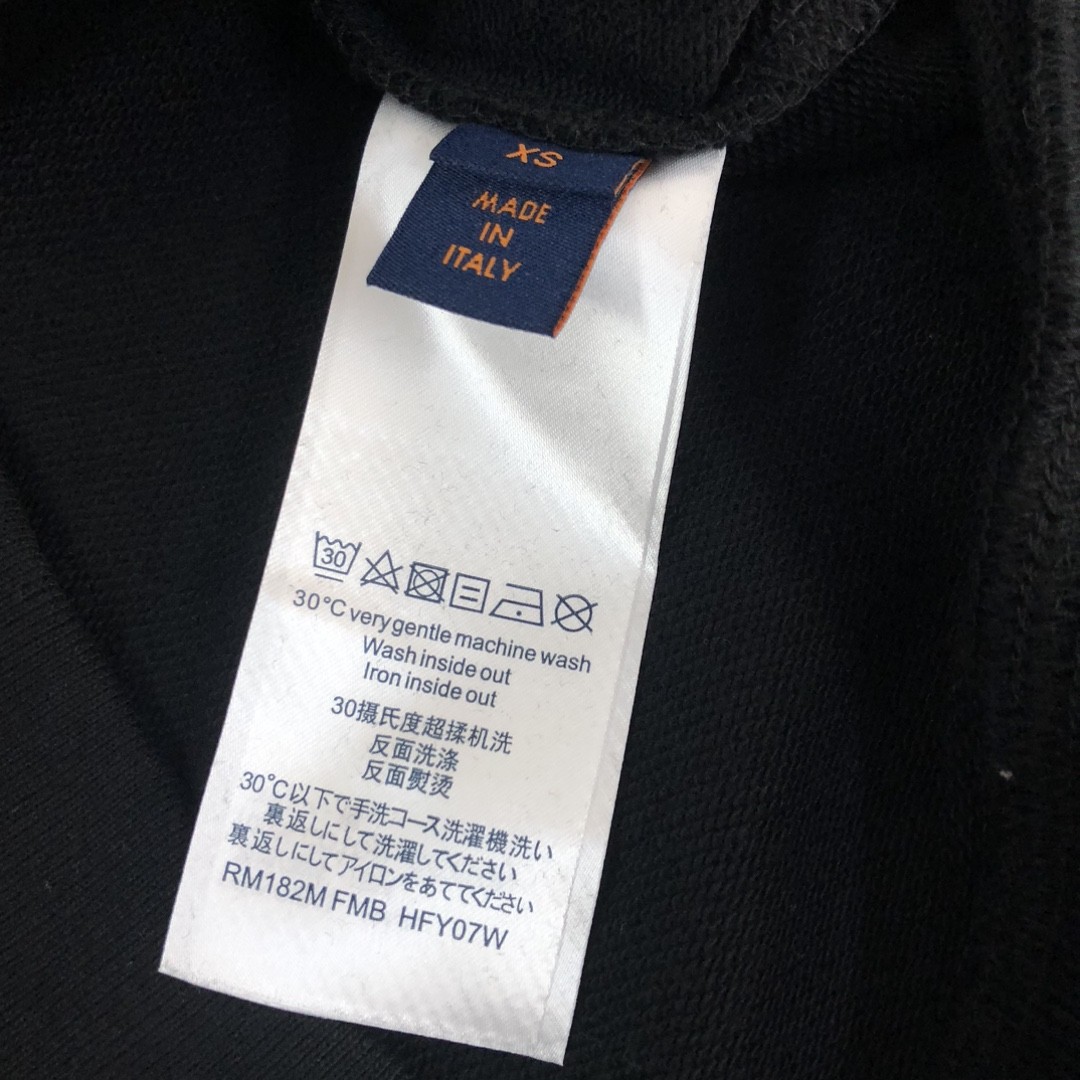 XS
MADE
IN
ITALY
30
30°C very gentle machine wash
Wash inside out
Iron inside out
30摄氏度超揉机洗
反面洗涤
反面熨烫
30°C以下で手洗コース洗濯機洗い
裏返しにして洗濯してください
裏返しにしてアイロンをあててください
RM182M FMB HFY07W